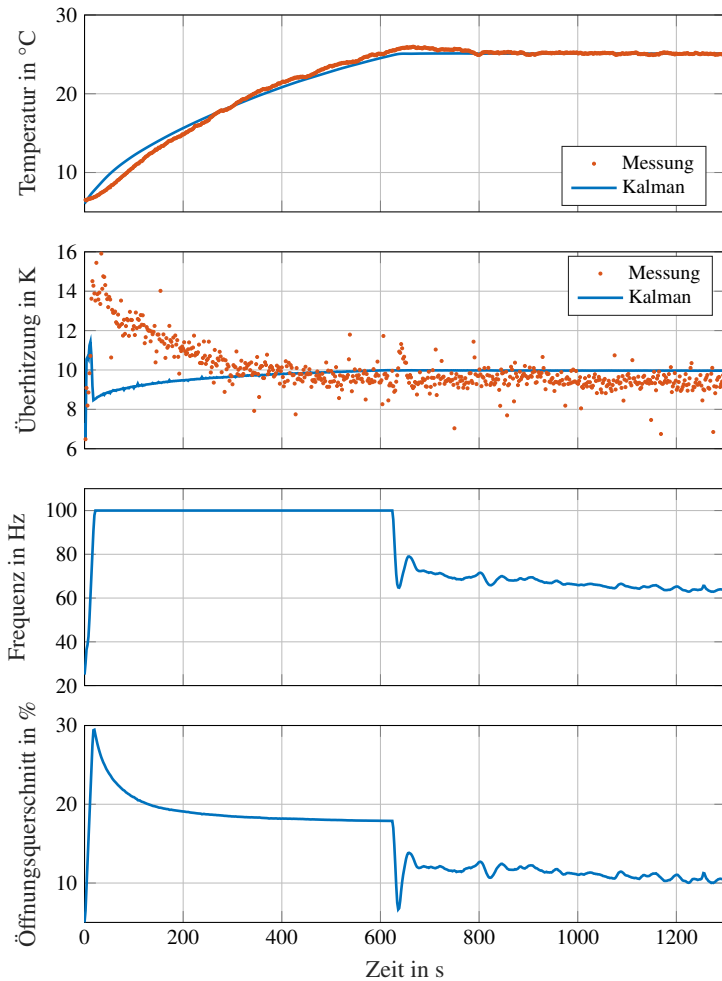 30
20
10
Temperatur in °C
Messung
Kalman
16
14
12
10
8
6
Überhitzung in K
Messung
Kalman
100
80
60
40
20
Frequenz in Hz
30
20
10
Öffnungsquerschnitt in %
0 200 400 600 800 1000 1200
Zeit in s